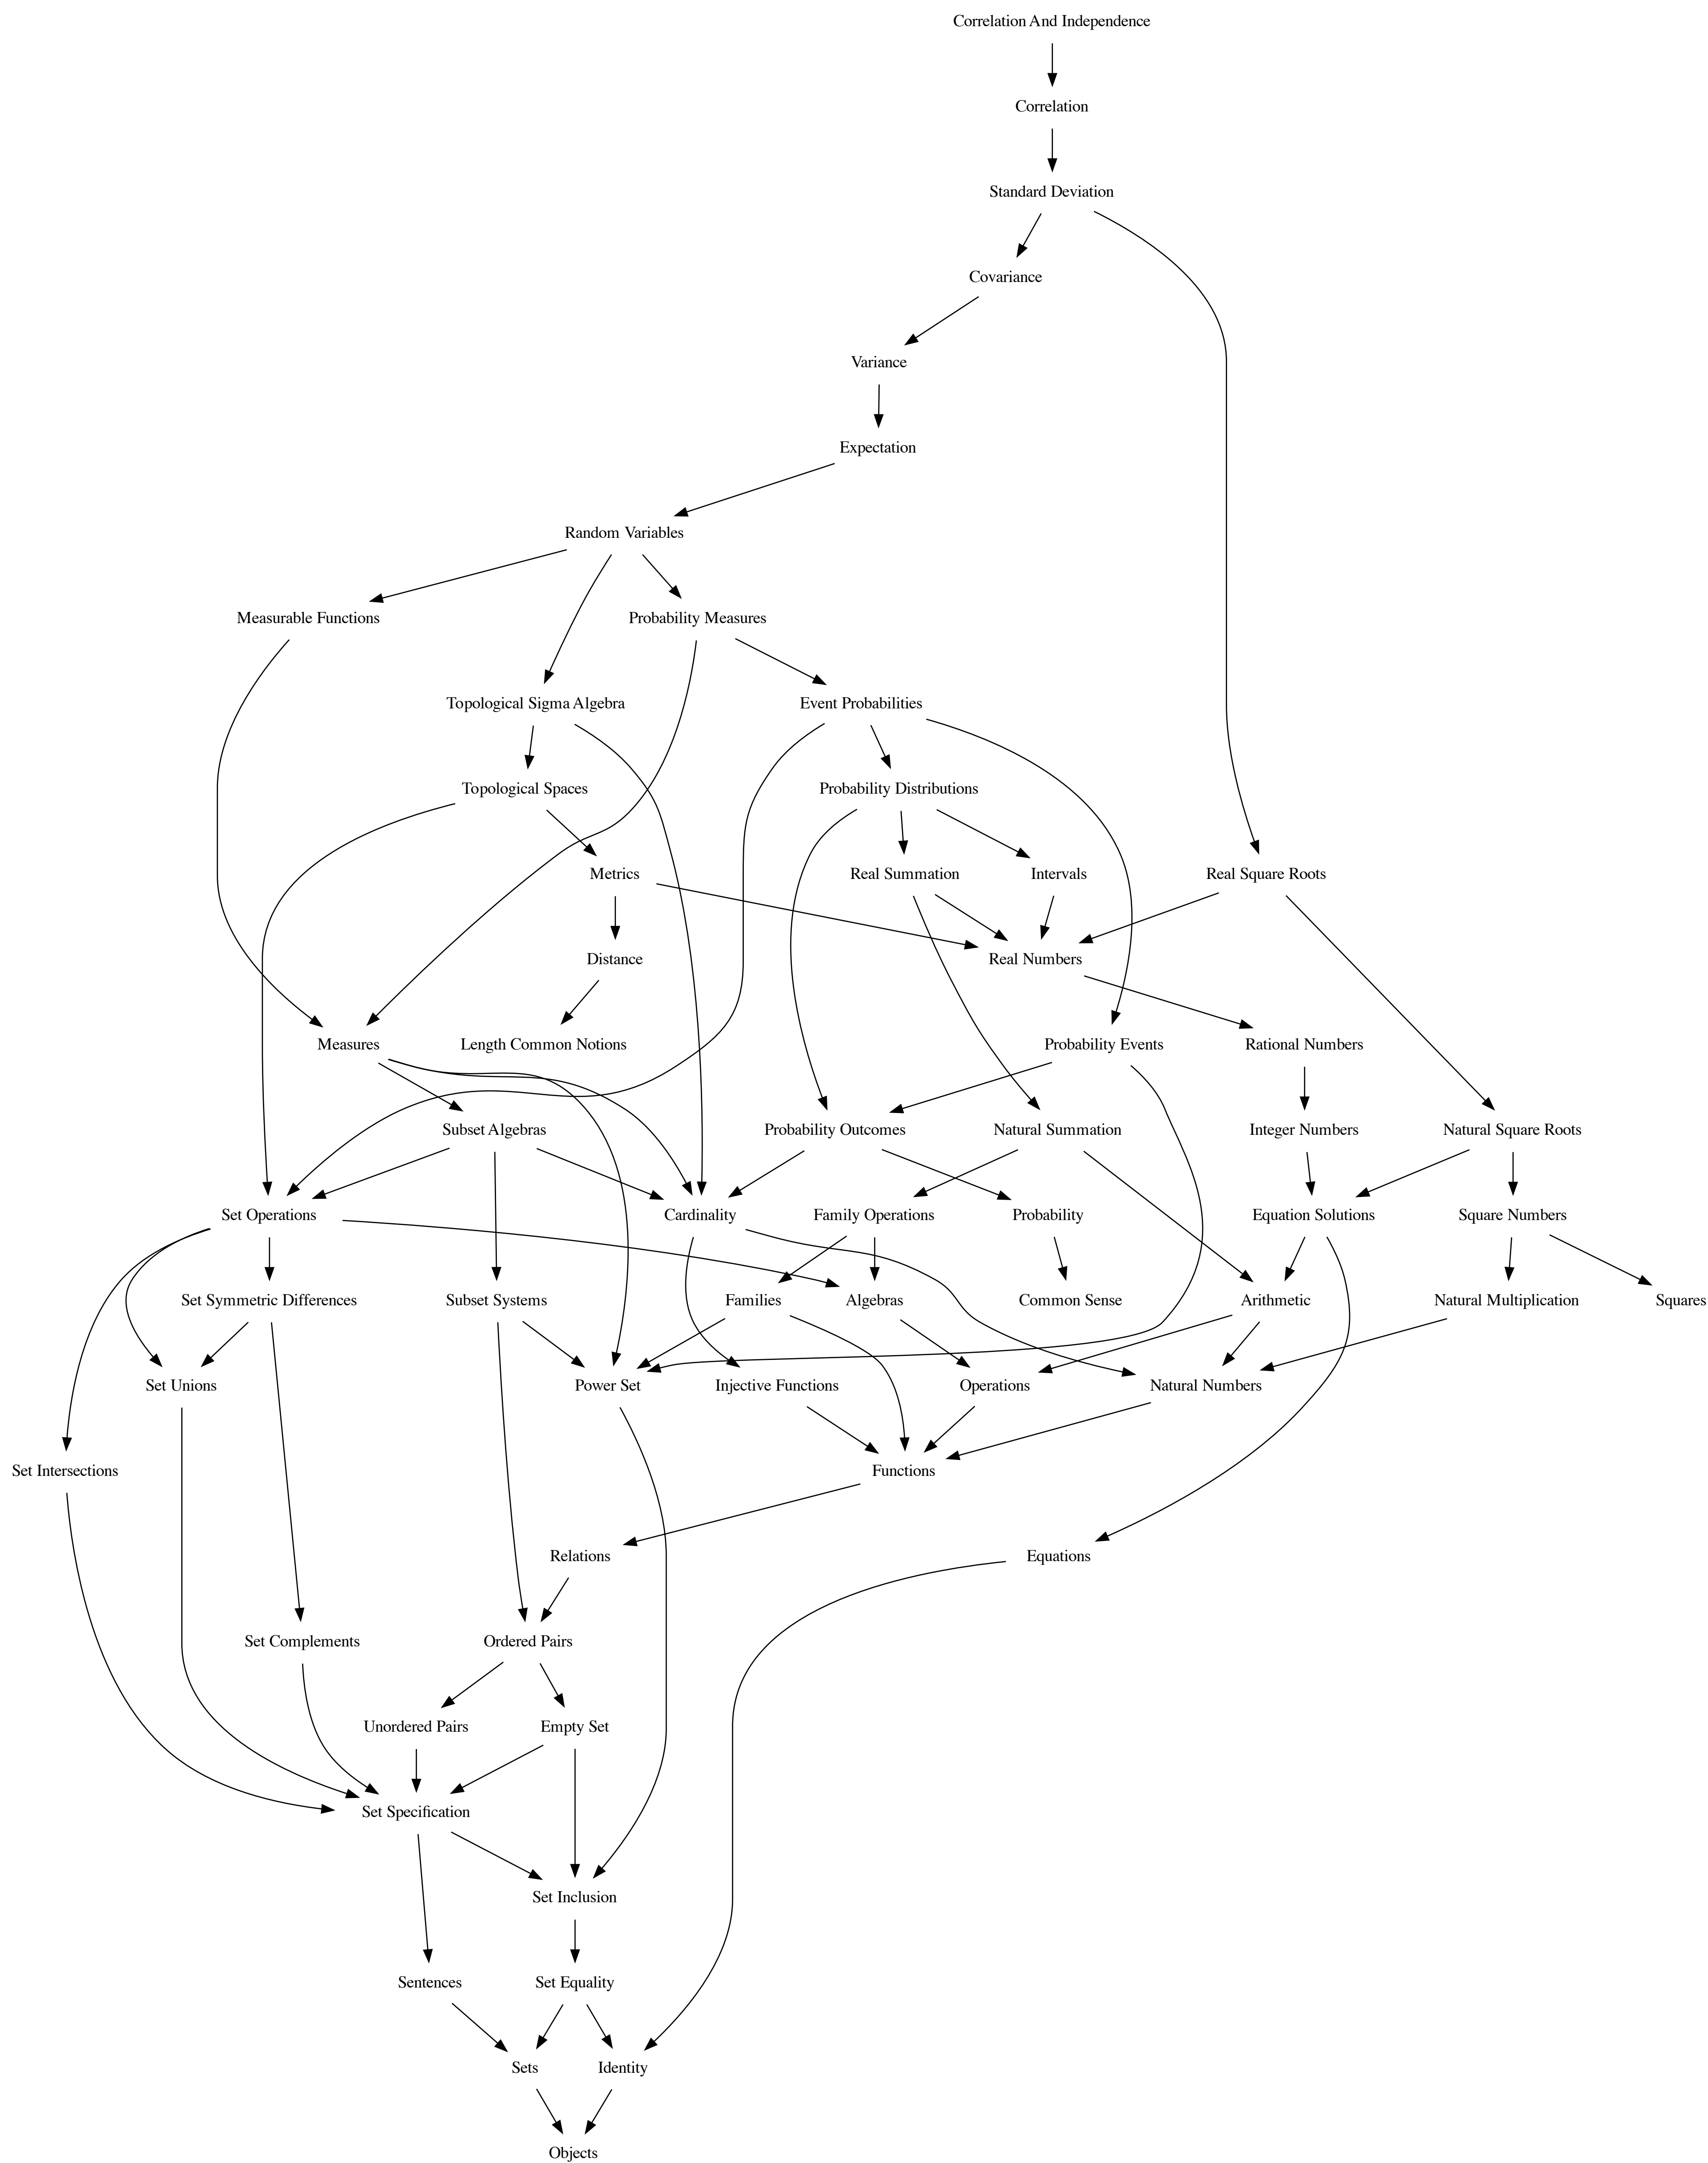 Correlation And Independence
Correlation
Standard Deviation
Covariance
Variance
Expectation
Random Variables
Measurable Functions
Probability Measures
Topological Sigma Algebra
Event Probabilities
Topological Spaces
Probability Distributions
Metrics
Real Summation
Intervals
Real Square Roots
Distance
Real Numbers
Measures
Length Common Notions
Probability Events
Rational Numbers
Subset Algebras
Probability Outcomes
Natural Summation
Integer Numbers
Natural Square Roots
Set Operations
Cardinality
Family Operations
Probability
Equation Solutions
Square Numbers
Set Symmetric Differences
Subset Systems
Families
Algebras
Common Sense
Arithmetic
Natural Multiplication
Squares
Set Unions
Power Set
Injective Functions
Operations
Natural Numbers
Set Intersections
Functions
Relations
Equations
Set Complements
Ordered Pairs
Unordered Pairs
Empty Set
Set Specification
Set Inclusion
Sentences
Set Equality
Sets
Identity
Objects